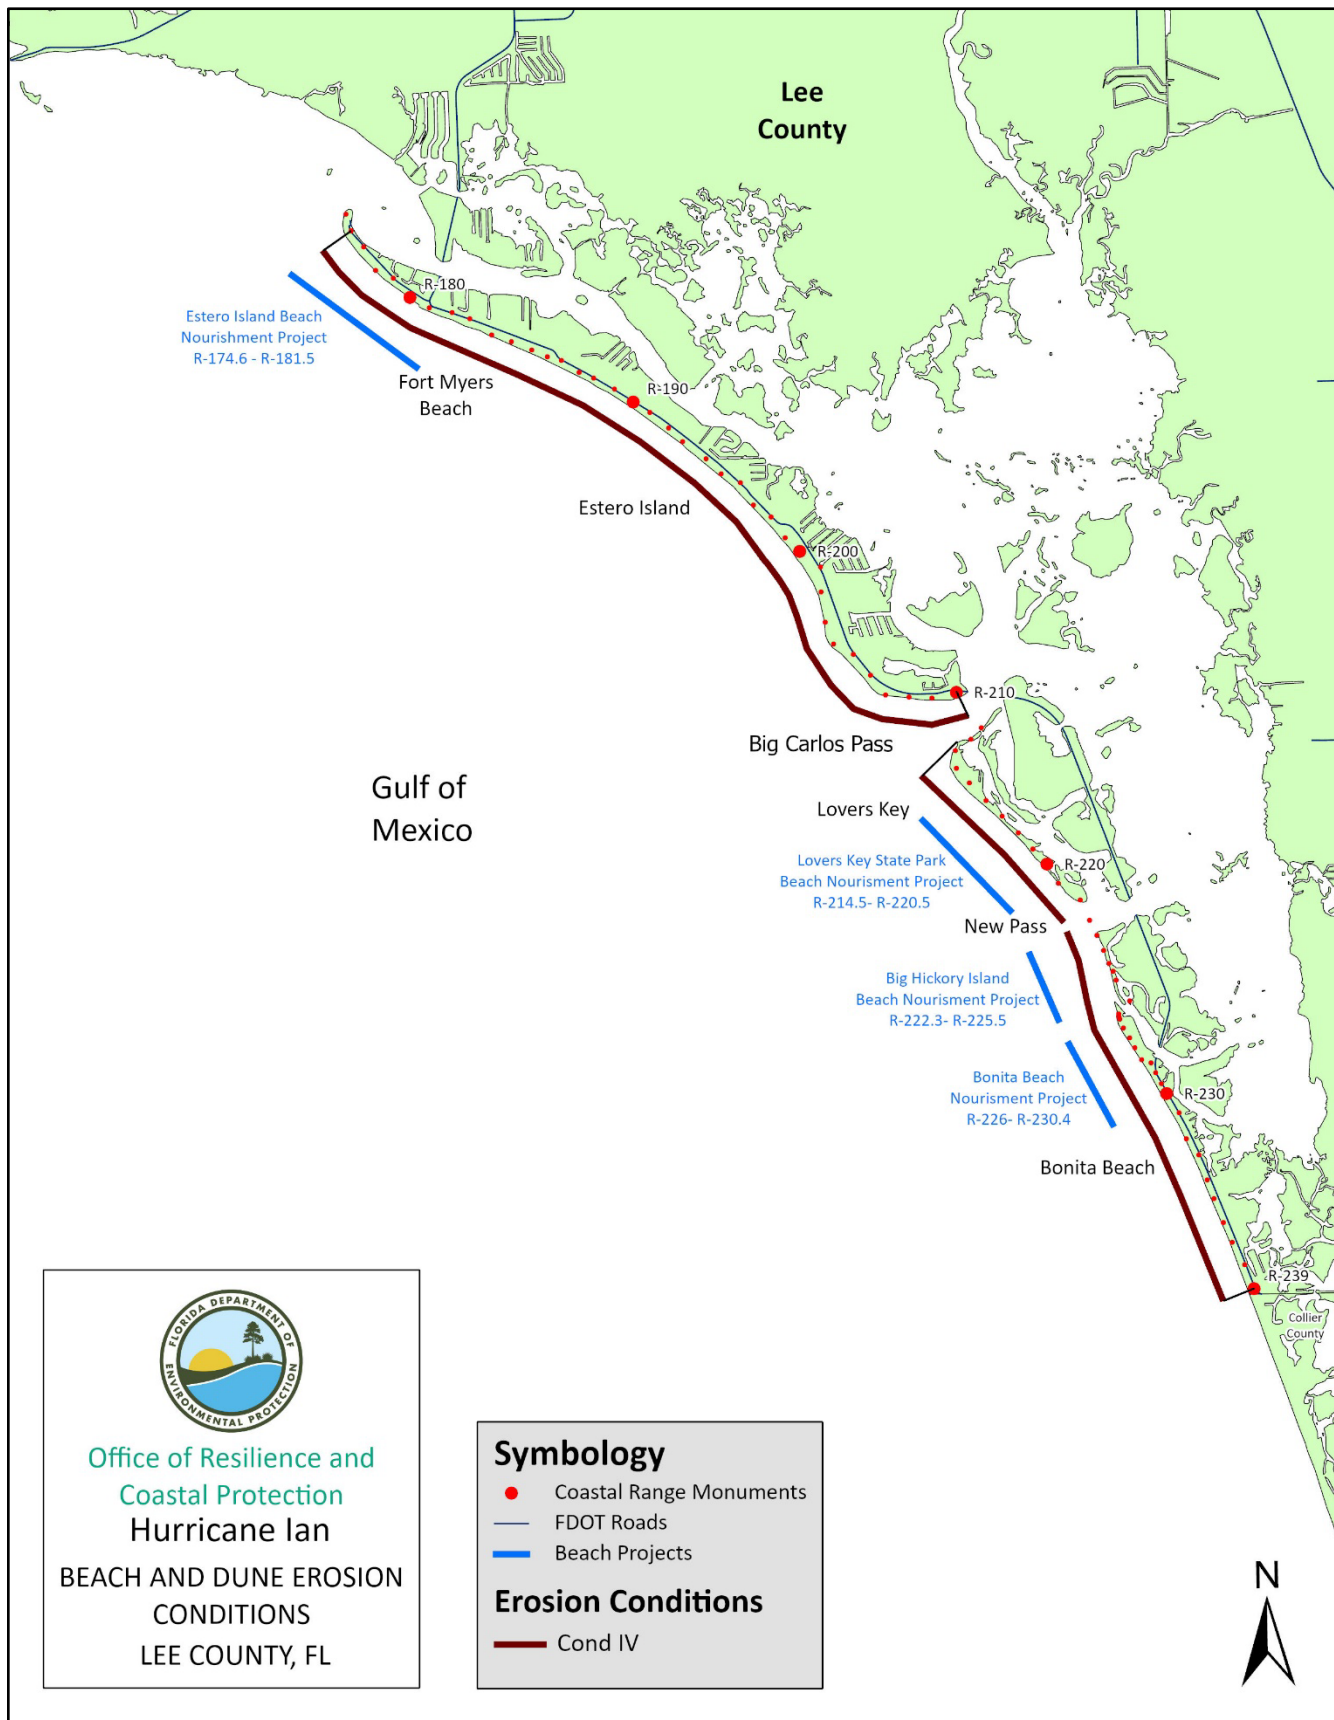 Lee
County
R-180
Estero Island Beach
Nourishment Project
R-174.6 - R-181.5
Fort Myers
Beach
R-190
Estero Island
R-200
R-210
Big Carlos Pass
Gulf of
Mexico
Lovers Key
Lovers Key State Park
Beach Nourisment Project
R-214.5- R-220.5
R-220
New Pass
Big Hickory Island
Beach Nourisment Project
R-222.3- R-225.5
Bonita Beach
Nourisment Project
R-226- R-230.4
R-230
Bonita Beach
R-239
Collier
County
FLORIDA DEPARTMENT OF
ENVIRONMENTAL PROTECTION
Office of Resilience and
Coastal Protection
Hurricane Ian
BEACH AND DUNE EROSION
CONDITIONS
LEE COUNTY, FL
Symbology
Coastal Range Monuments
FDOT Roads
Beach Projects
Erosion Conditions
Cond IV
N